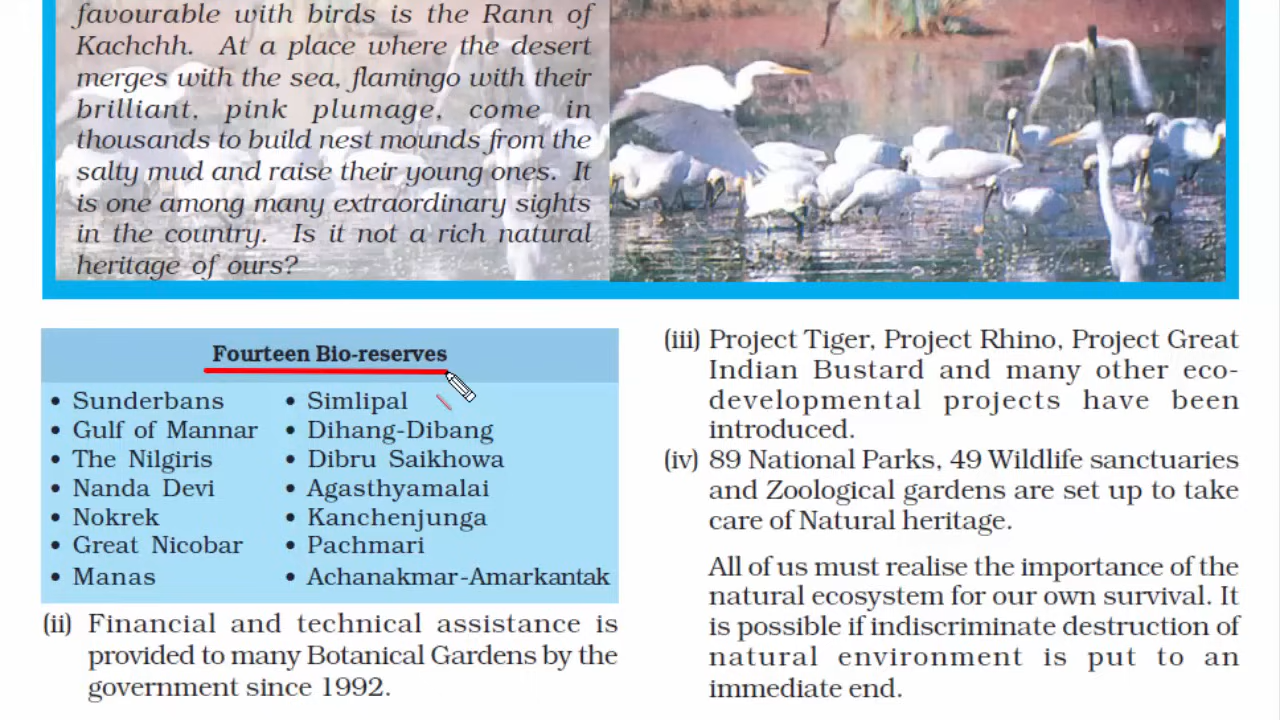 favourable with birds is the Rann of
Kachchh. At a place where the desert
merges with the sea, flamingo with their
brilliant, pink plumage, come in
thousands to build nest mounds from the
salty mud and raise their young ones. It
is one among many extraordinary sights
in the country. Is it not a rich natural
heritage of ours?
Fourteen Bio-reserves
• Sunderbans
• Gulf of Mannar
• The Nilgiris
• Nanda Devi
• Nokrek
• Great Nicobar
• Manas
• Simlipal
• Dihang-Dibang
• Dibru Saikhowa
• Agasthyamalai
• Kanchenjunga
• Pachmari
• Achanakmar-Amarkantak
(ii) Financial and technical assistance is
provided to many Botanical Gardens by the
government since 1992.
(iii) Project Tiger, Project Rhino, Project Great
Indian Bustard and many other eco-
developmental projects have been
introduced.
(iv) 89 National Parks, 49 Wildlife sanctuaries
and Zoological gardens are set up to take
care of Natural heritage.
All of us must realise the importance of the
natural ecosystem for our own survival. It
is possible if indiscriminate destruction of
natural environment is put to an
immediate end.